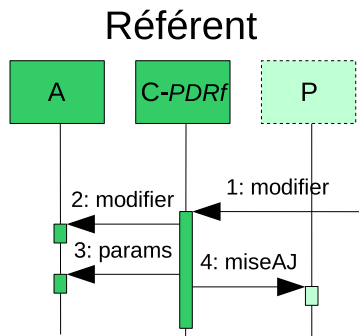 Référent
A
C-PDRf
P
1: modifier
2: modifier
3: params
4: miseAJ